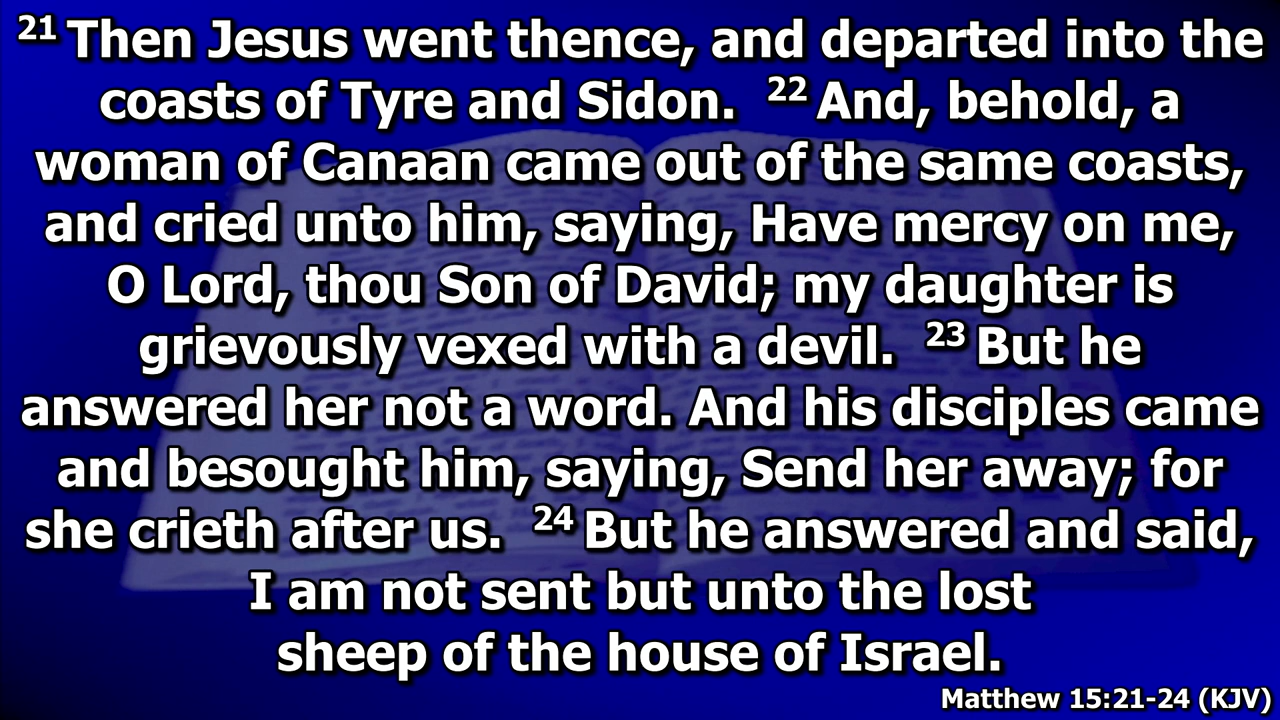 21 Then Jesus went thence, and departed into the
coasts of Tyre and Sidon. 22 And, behold, a
woman of Canaan came out of the same coasts,
and cried unto him, saying, Have mercy on me,
O Lord, thou Son of David; my daughter is
grievously vexed with a devil. 23 But he
answered her not a word. And his disciples came
and besought him, saying, Send her away; for
she crieth after us. 24 But he answered and said,
I am not sent but unto the lost
sheep of the house of Israel.
Matthew 15:21-24 (KJV)